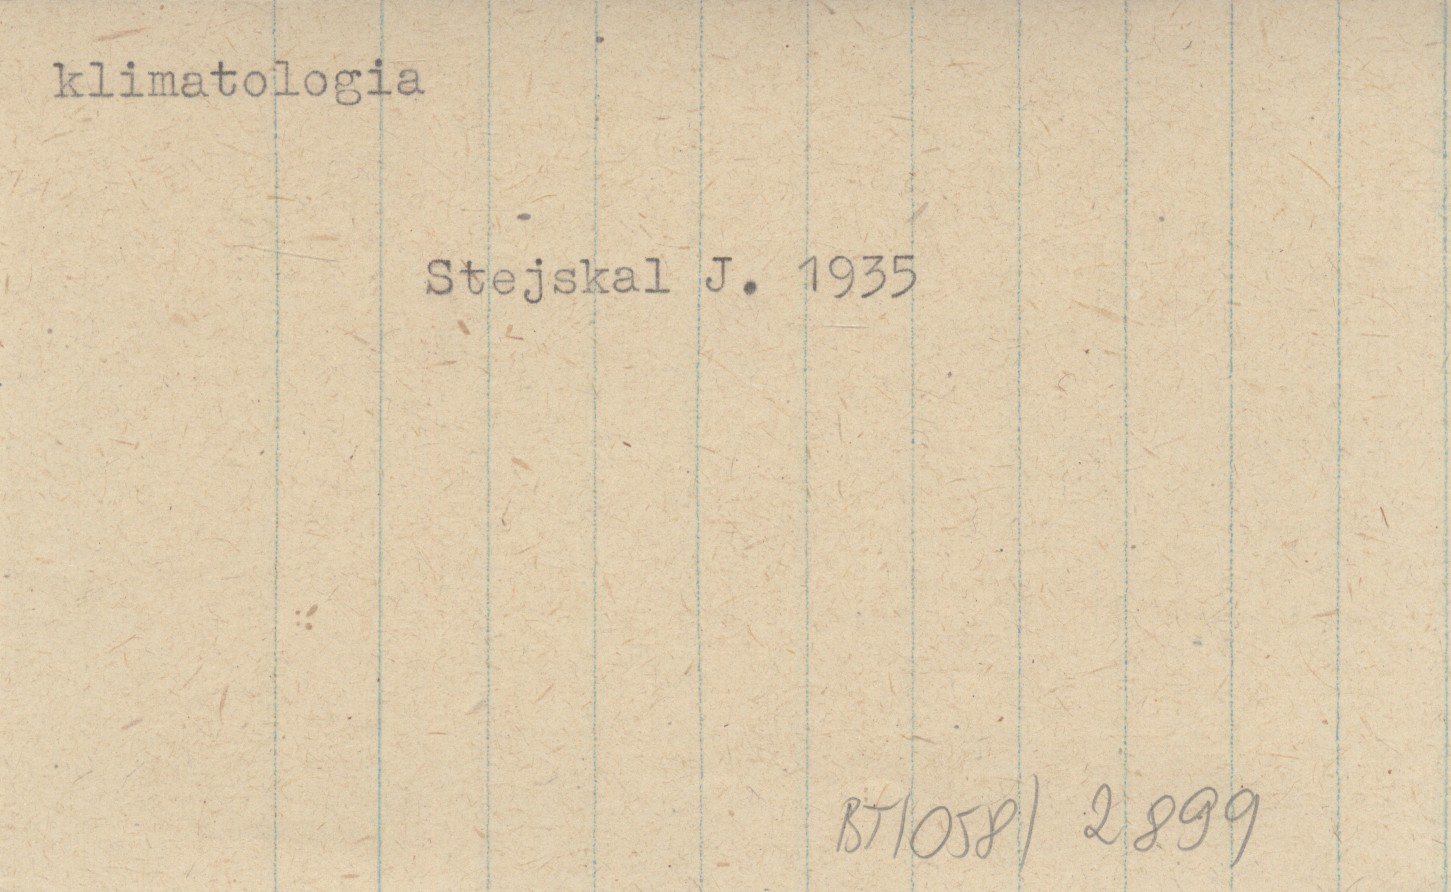 klimatologia
Stejskal J. 1935
BT/058/ 2899